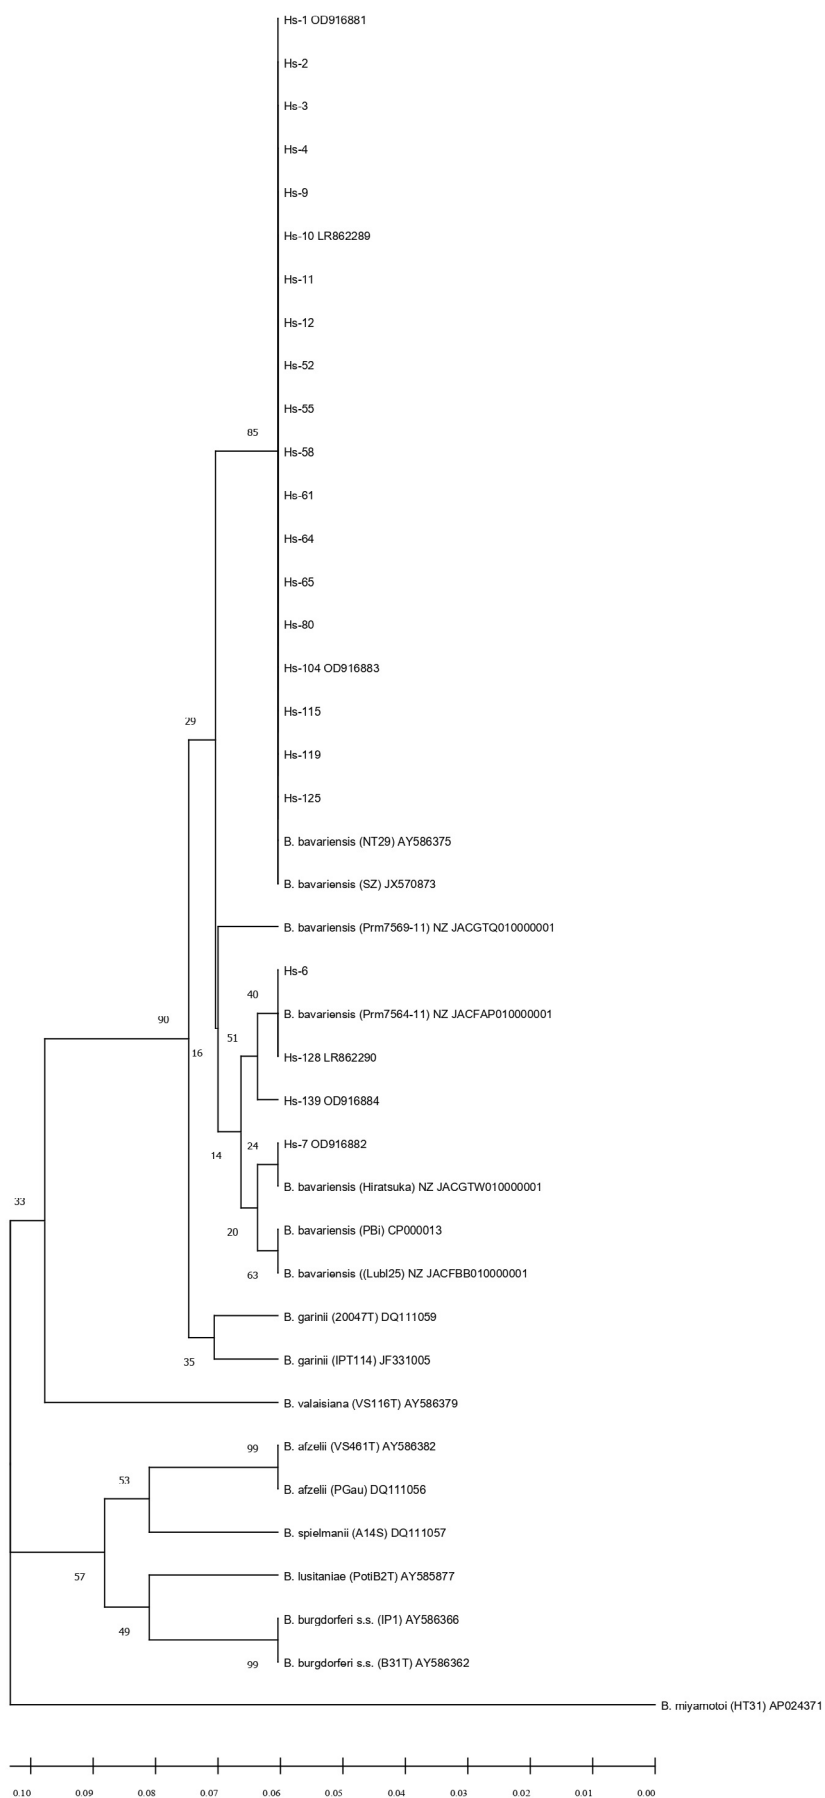 Hs-1 OD916881
Hs-2
Hs-3
Hs-4
Hs-9
Hs-10 LR862289
Hs-11
Hs-12
Hs-52
Hs-55
85
Hs-58
Hs-61
Hs-64
Hs-65
Hs-80
Hs-104 OD916883
Hs-115
29
Hs-119
Hs-125
B. bavariensis (NT29) AY586375
B. bavariensis (SZ) JX570873
B. bavariensis (Prm7569-11) NZ JACGTQ010000001
Hs-6
40
B. bavariensis (Prm7564-11) NZ JACFAP010000001
90
51
16
Hs-128 LR862290
Hs-139 OD916884
Hs-7 OD916882
24
14
B. bavariensis (Hiratsuka) NZ JACGTW010000001
33
B. bavariensis (PBi) CP000013
20
B. bavariensis ((Lubl25) NZ JACFBB010000001
63
B. garinii (20047T) DQ111059
B. garinii (IPT114) JF331005
35
B. valaisiana (VS116T) AY586379
B. afzelii (VS461T) AY586382
99
53
B. afzelii (PGau) DQ111056
B. spielmanii (A14S) DQ111057
B. lusitaniae (PotiB2T) AY585877
57
B. burgdorferi s.s. (IP1) AY586366
49
B. burgdorferi s.s. (B31T) AY586362
99
B. miyamotoi (HT31) AP024371
0.10 0.09 0.08 0.07 0.06 0.05 0.04 0.03 0.02 0.01 0.00